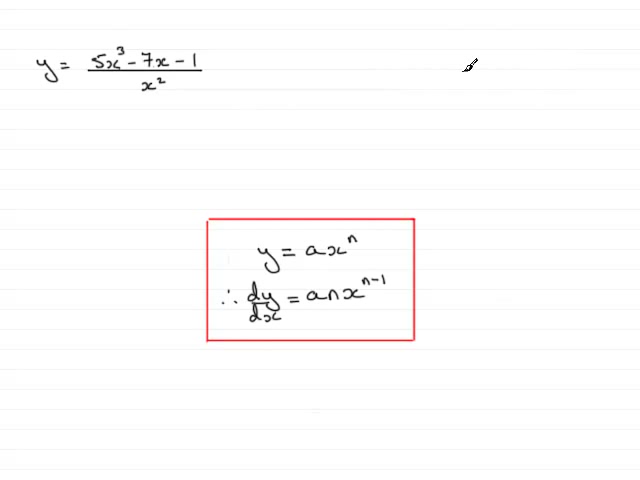 y = 5x³ - 7x - 1 / x²
y = axⁿ
∴ dy/dx = anxⁿ⁻¹